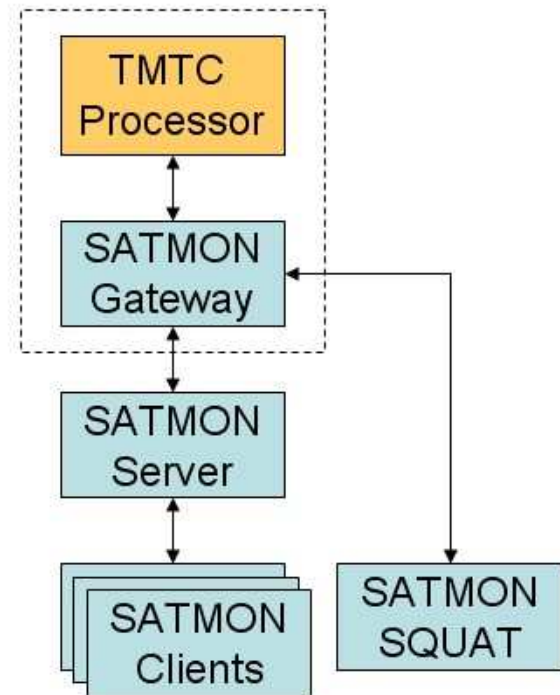 TMTC
Processor
SATMON
Gateway
SATMON
Server
SATMON
Clients
SATMON
SQUAT